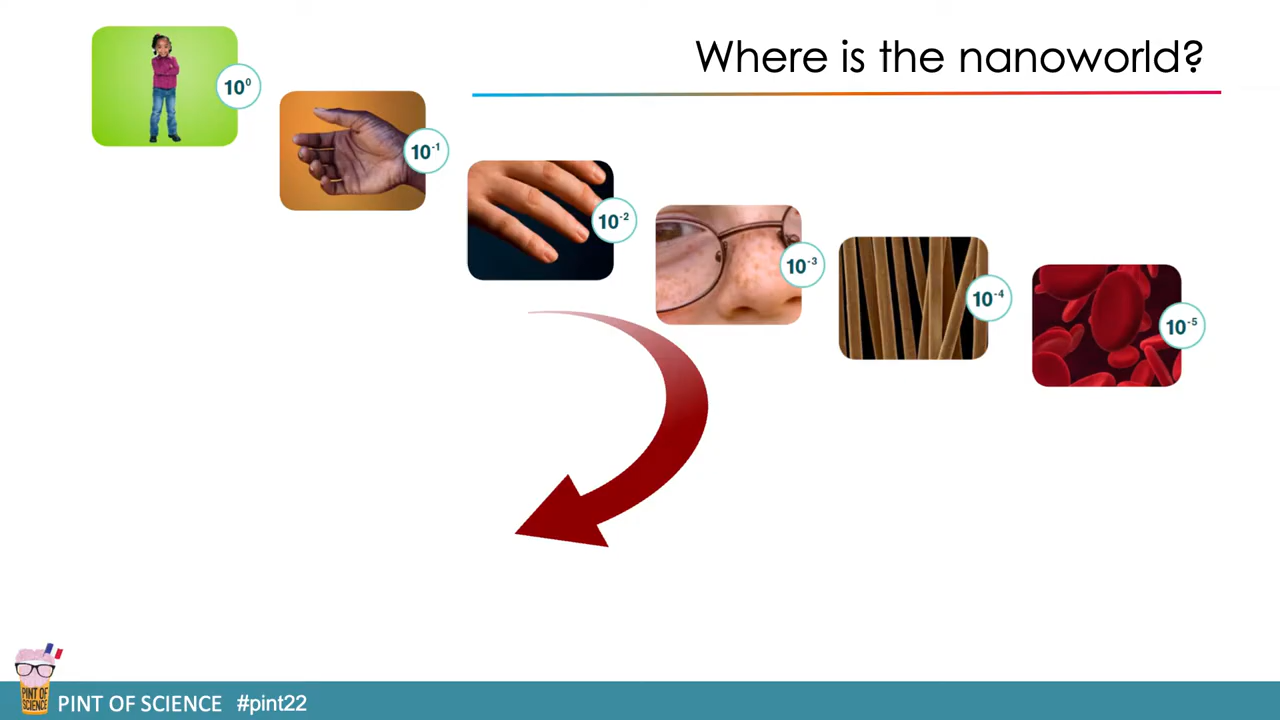 Where is the nanoworld?
10⁰
10⁻¹
10⁻²
10⁻³
10⁻⁴
10⁻⁵
PINT OF
SCIENCE
PINT OF SCIENCE #pint22